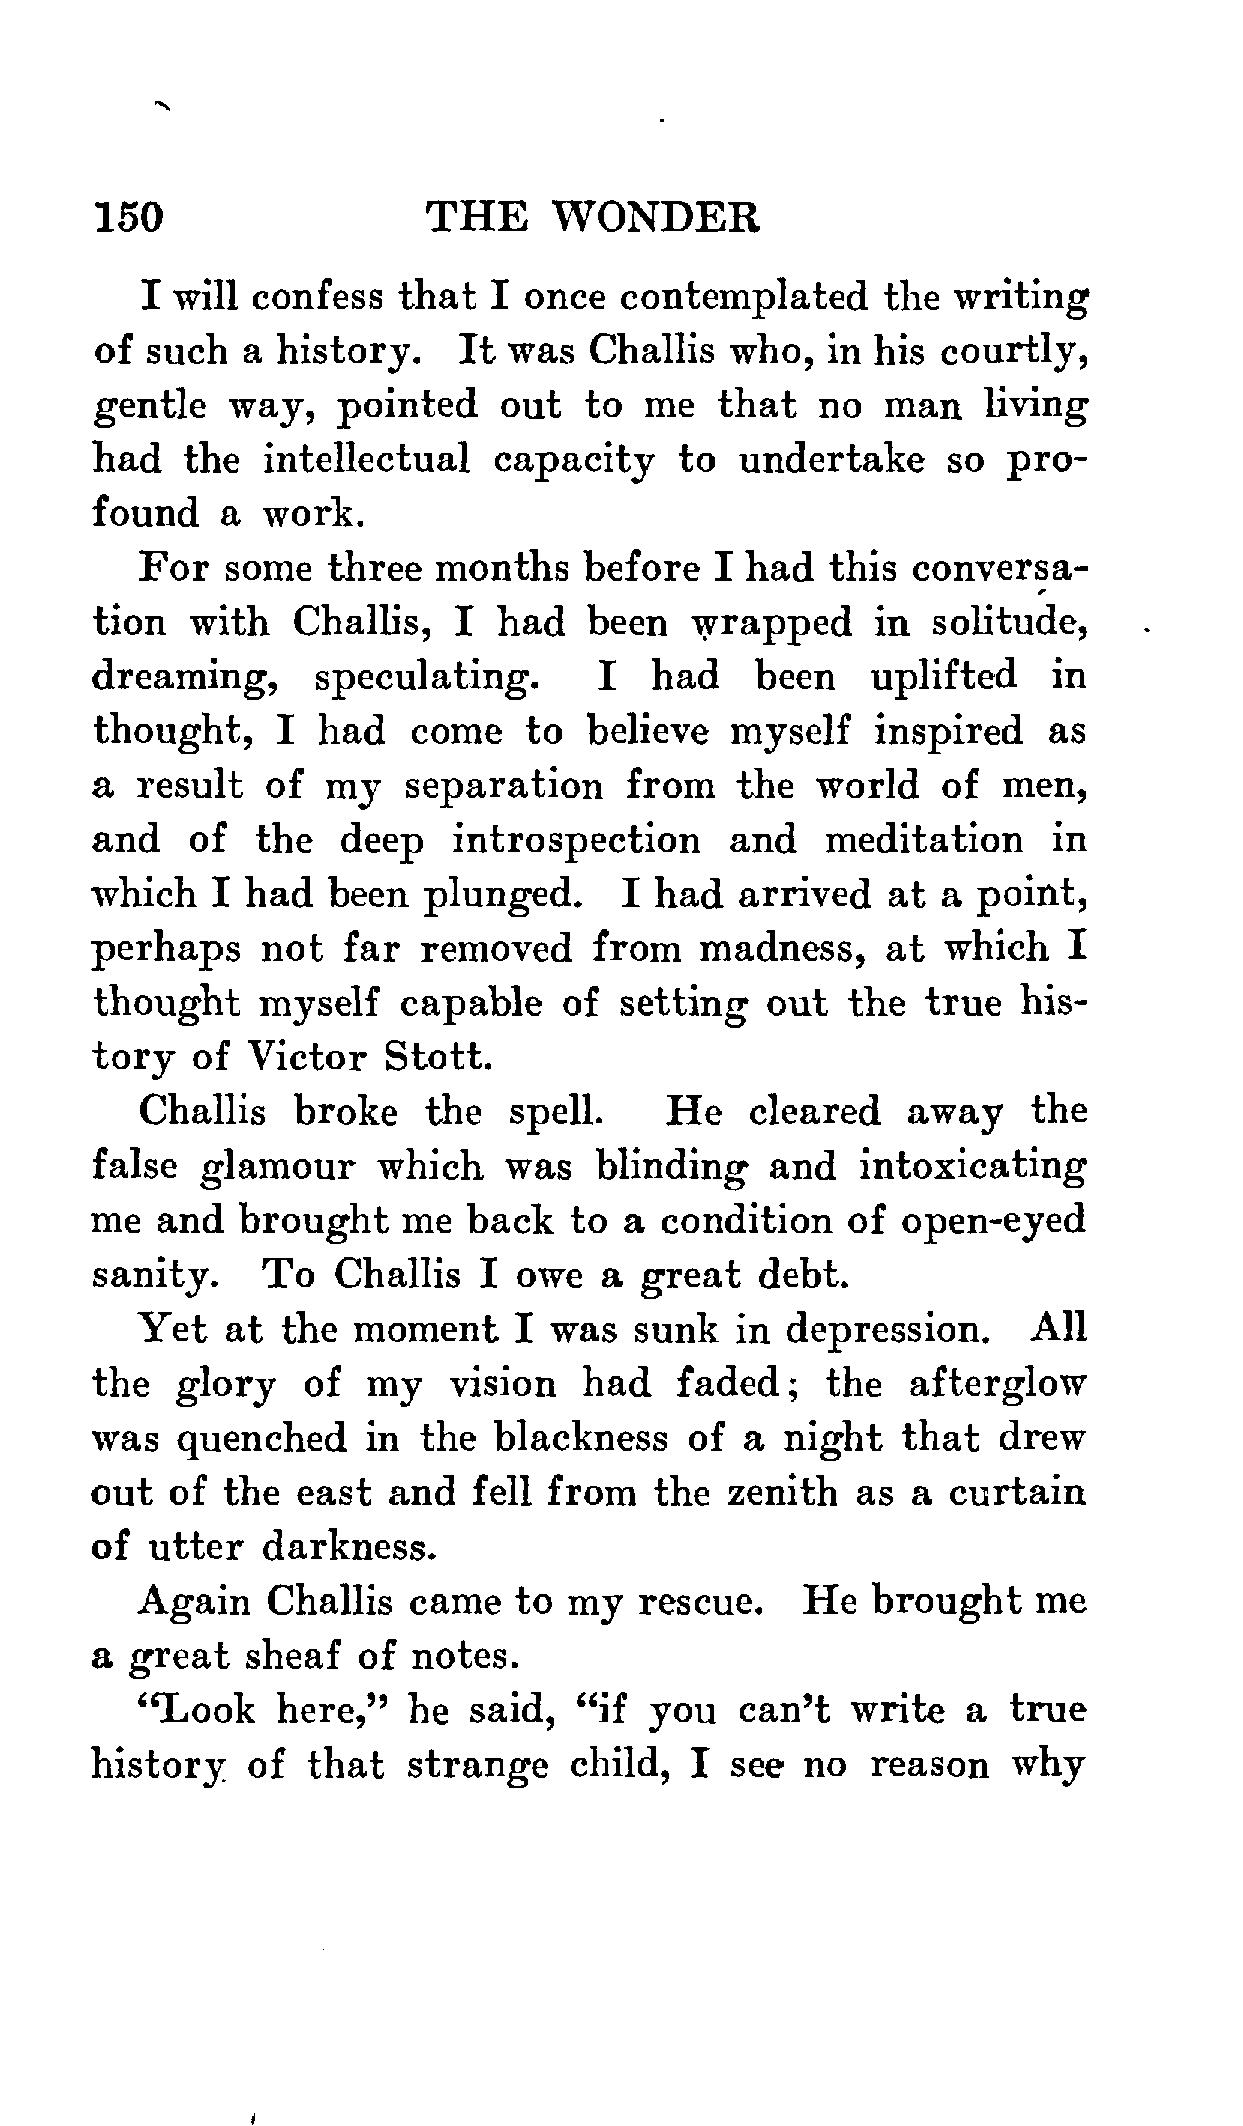 150 THE WONDER
I will confess that I once contemplated the writing
of such a history. It was Challis who, in his courtly,
gentle way, pointed out to me that no man living
had the intellectual capacity to undertake so pro-
found a work.
For some three months before I had this conversa-
tion with Challis, I had been wrapped in solitude,
dreaming, speculating. I had been uplifted in
thought, I had come to believe myself inspired as
a result of my separation from the world of men,
and of the deep introspection and meditation in
which I had been plunged. I had arrived at a point,
perhaps not far removed from madness, at which I
thought myself capable of setting out the true his-
tory of Victor Stott.
Challis broke the spell. He cleared away the
false glamour which was blinding and intoxicating
me and brought me back to a condition of open-eyed
sanity. To Challis I owe a great debt.
Yet at the moment I was sunk in depression. All
the glory of my vision had faded; the afterglow
was quenched in the blackness of a night that drew
out of the east and fell from the zenith as a curtain
of utter darkness.
Again Challis came to my rescue. He brought me
a great sheaf of notes.
“Look here,” he said, “if you can’t write a true
history of that strange child, I see no reason why